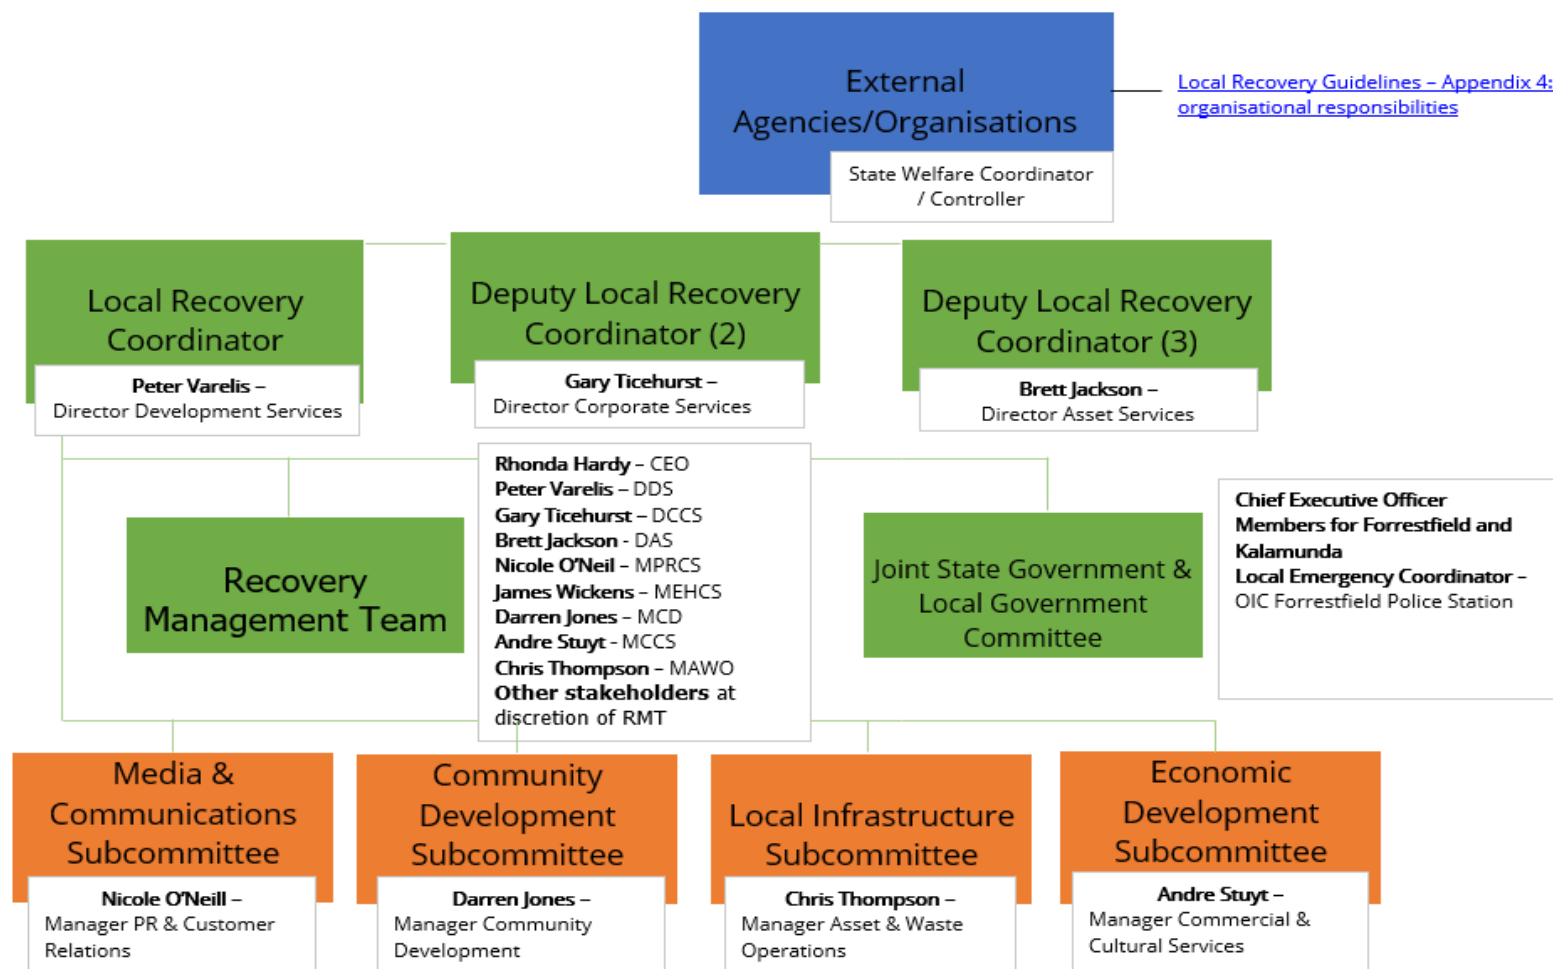 External
Agencies/Organisations
State Welfare Coordinator
/ Controller
Local Recovery Guidelines – Appendix 4:
organisational responsibilities
Local Recovery
Coordinator
Peter Varelis –
Director Development Services
Deputy Local Recovery
Coordinator (2)
Gary Ticehurst –
Director Corporate Services
Deputy Local Recovery
Coordinator (3)
Brett Jackson –
Director Asset Services
Recovery
Management Team
Rhonda Hardy – CEO
Peter Varelis – DDS
Gary Ticehurst – DCCS
Brett Jackson - DAS
Nicole O'Neil – MPRCS
James Wickens – MEHCS
Darren Jones – MCD
Andre Stuyt - MCCS
Chris Thompson – MAWO
Other stakeholders at
discretion of RMT
Joint State Government &
Local Government
Committee
Chief Executive Officer
Members for Forrestfield and
Kalamunda
Local Emergency Coordinator –
OIC Forrestfield Police Station
Media &
Communications
Subcommittee
Nicole O'Neill –
Manager PR & Customer
Relations
Community
Development
Subcommittee
Darren Jones –
Manager Community
Development
Local Infrastructure
Subcommittee
Chris Thompson –
Manager Asset & Waste
Operations
Economic
Development
Subcommittee
Andre Stuyt –
Manager Commercial &
Cultural Services